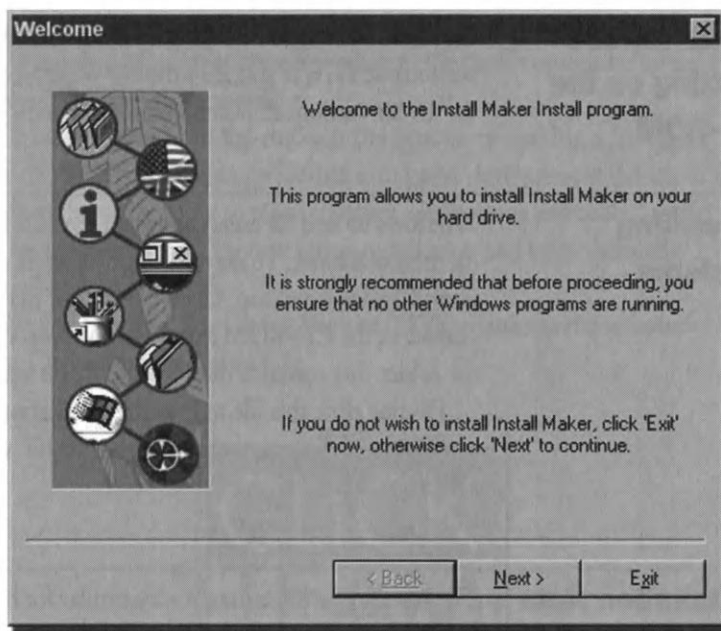 Welcome
Welcome to the Install Maker Install program.
This program allows you to install Install Maker on your
hard drive.
It is strongly recommended that before proceeding, you
ensure that no other Windows programs are running.
If you do not wish to install Install Maker, click 'Exit'
now, otherwise click 'Next' to continue.
< Back
Next >
Exit